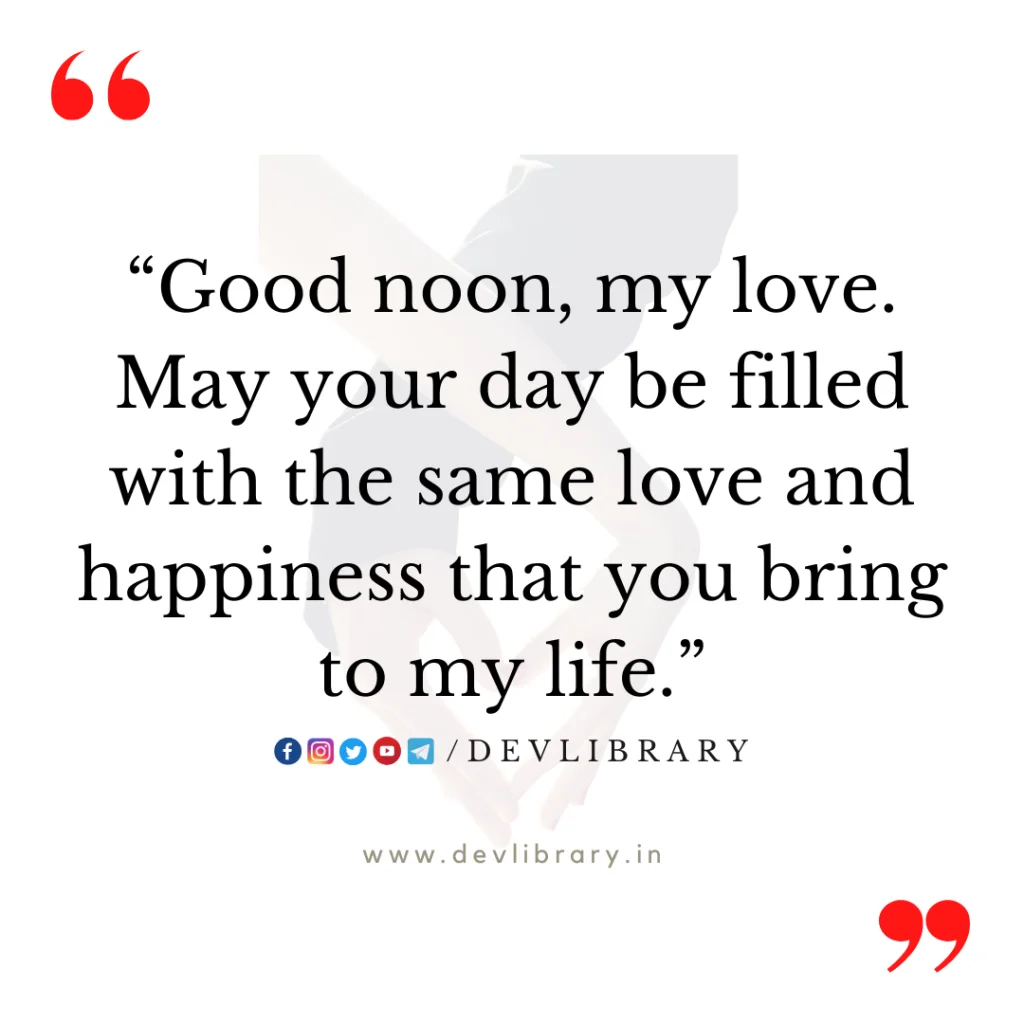 “Good noon, my love.
May your day be filled
with the same love and
happiness that you bring
to my life.”
/DEVLIBRARY
www.devlibrary.in